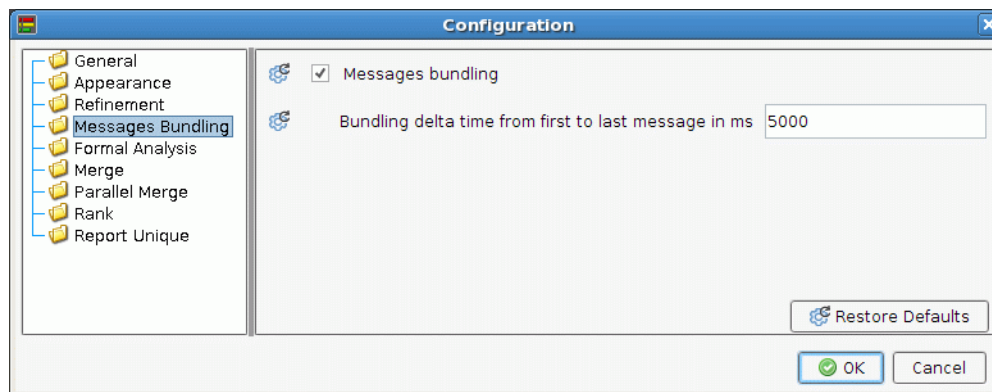 Configuration
General
Appearance
Refinement
Messages Bundling
Formal Analysis
Merge
Parallel Merge
Rank
Report Unique
Messages bundling
Bundling delta time from first to last message in ms 5000
Restore Defaults
OK Cancel